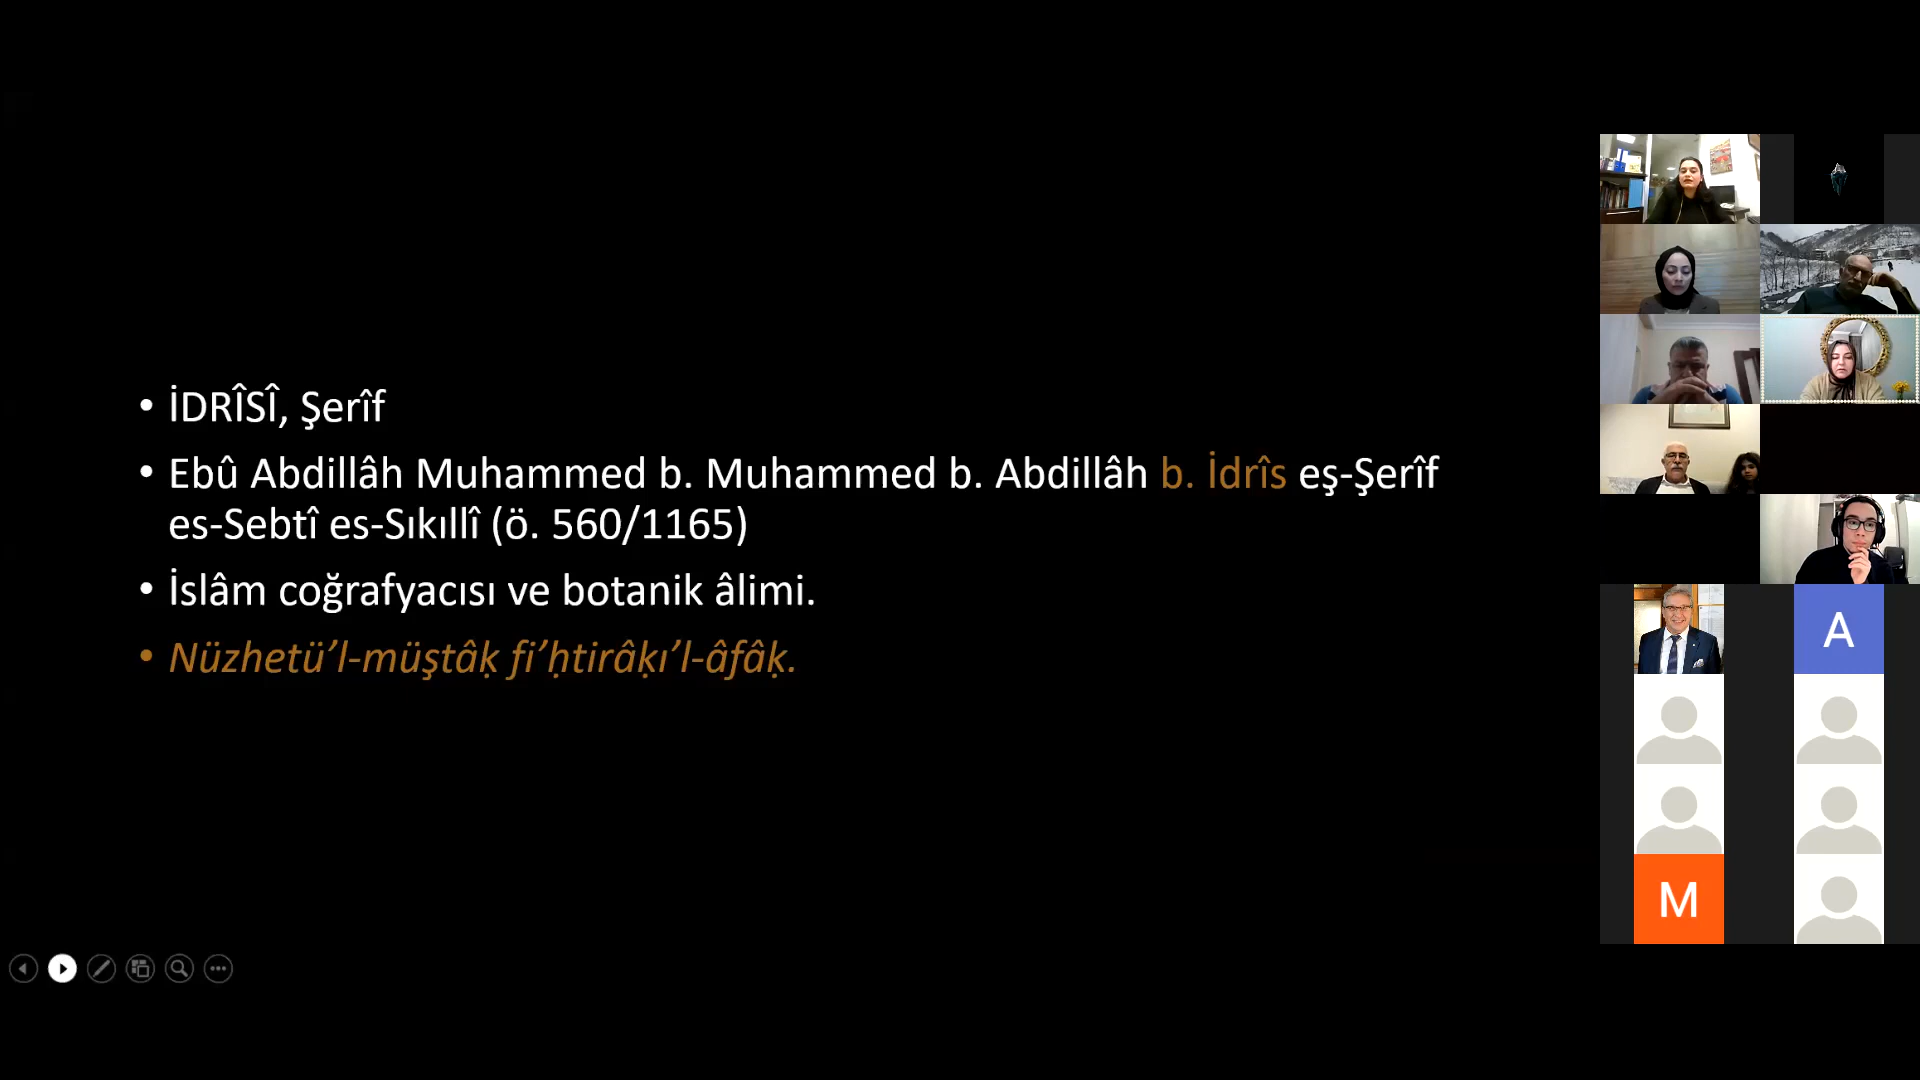 • İDRÎSÎ, Şerîf
• Ebû Abdillâh Muhammed b. Muhammed b. Abdillâh b. İdrîs eş-Şerîf
es-Sebtî es-Sıkıllî (ö. 560/1165)
• İslâm coğrafyacısı ve botanik âlimi.
• Nüzhetü’l-müştâḳ fi’ḥtirâḳı’l-âfâḳ.
A
M